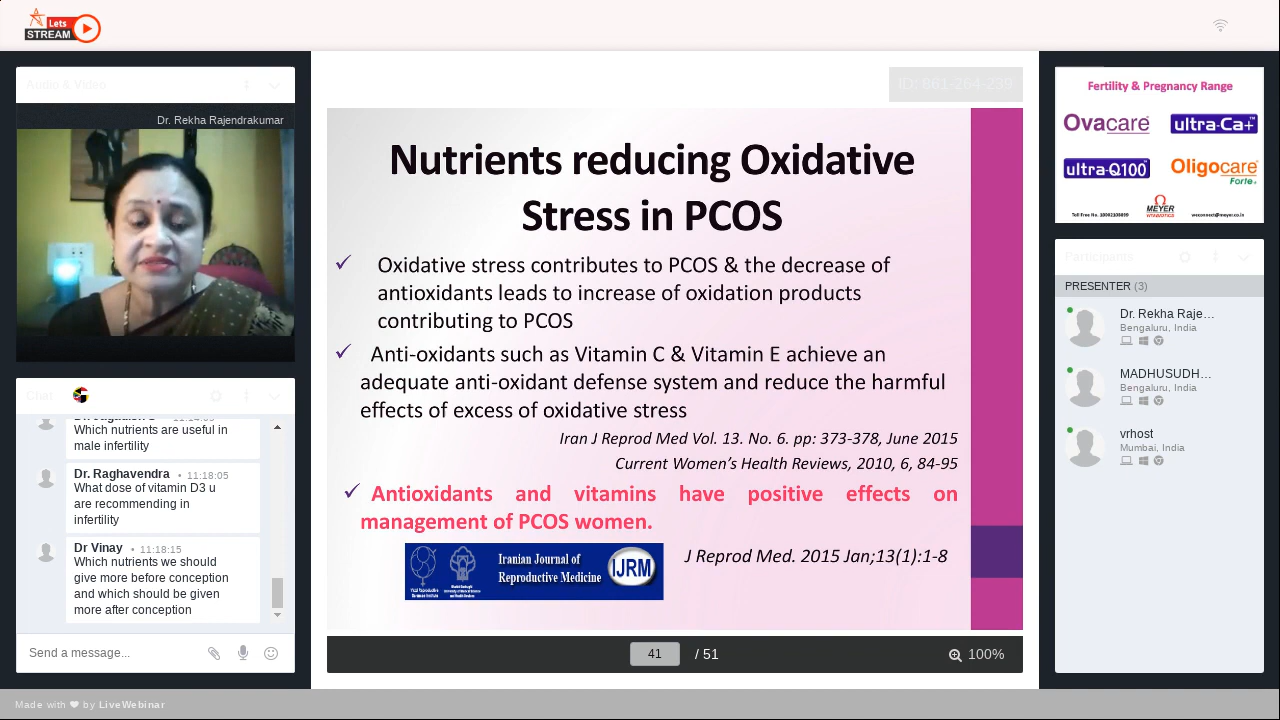 Lets
STREAM
Audio & Video
Dr. Rekha Rajendrakumar
Chat
11:14:05
Which nutrients are useful in
male infertility
Dr. Raghavendra • 11:18:05
What dose of vitamin D3 u
are recommending in
infertility
Dr Vinay • 11:18:15
Which nutrients we should
give more before conception
and which should be given
more after conception
Send a message...
ID: 861-264-239
Nutrients reducing Oxidative
Stress in PCOS
✓ Oxidative stress contributes to PCOS & the decrease of
antioxidants leads to increase of oxidation products
contributing to PCOS
✓ Anti-oxidants such as Vitamin C & Vitamin E achieve an
adequate anti-oxidant defense system and reduce the harmful
effects of excess of oxidative stress
Iran J Reprod Med Vol. 13. No. 6. pp: 373-378, June 2015
Current Women's Health Reviews, 2010, 6, 84-95
✓ Antioxidants and vitamins have positive effects on
management of PCOS women.
Iranian Journal of
Reproductive Medicine
IJRM
J Reprod Med. 2015 Jan;13(1):1-8
41 / 51
100%
Fertility & Pregnancy Range
Ovacare
ultra-Ca+
ultra-Q100
Oligocare
Forte+
MEYER
VITABIOTICS
Toll Free No. 18002108899
weconnect@meyer.co.in
Participants
PRESENTER (3)
Dr. Rekha Raje...
Bengaluru, India
MADHUSUDH...
Bengaluru, India
vrhost
Mumbai, India
Made with ♥ by LiveWebinar